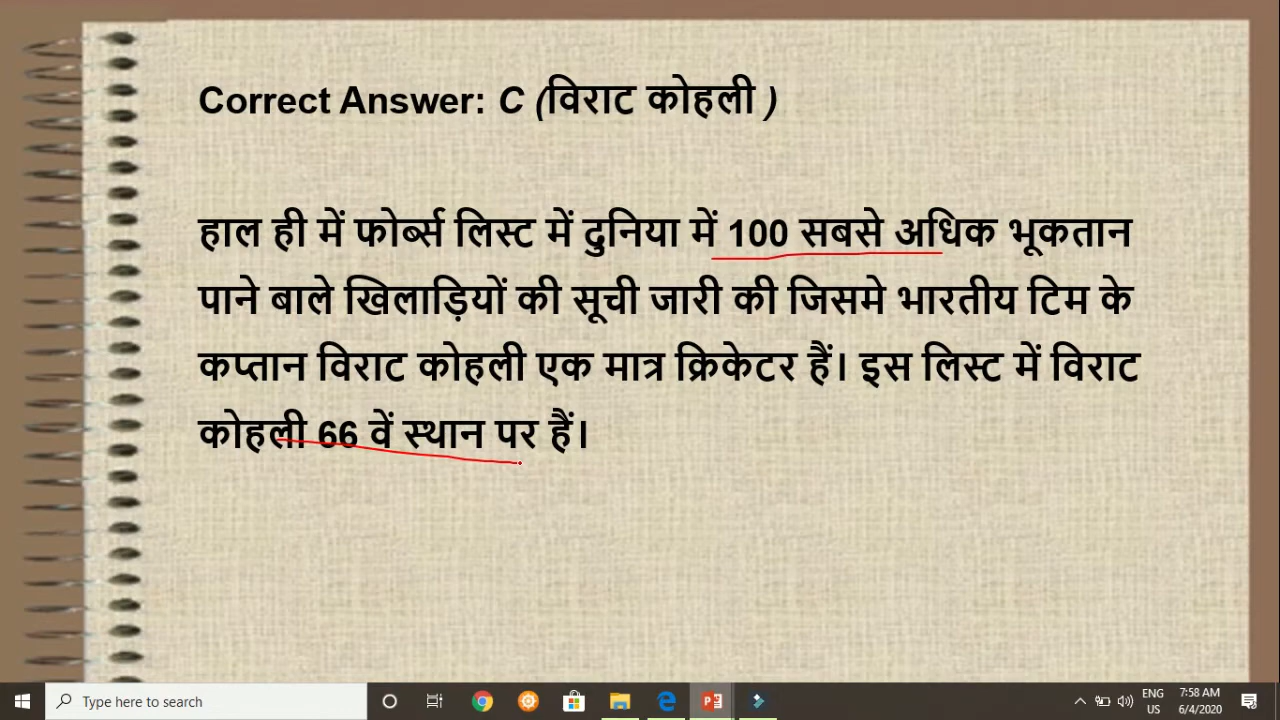 Correct Answer: C (विराट कोहली )
हाल ही में फोर्ब्स लिस्ट में दुनिया में 100 सबसे अधिक भूकतान
पाने बाले खिलाड़ियों की सूची जारी की जिसमे भारतीय टिम के
कप्तान विराट कोहली एक मात्र क्रिकेटर हैं। इस लिस्ट में विराट
कोहली 66 वें स्थान पर हैं।
Type here to search
ENG
US
7:58 AM
6/4/2020